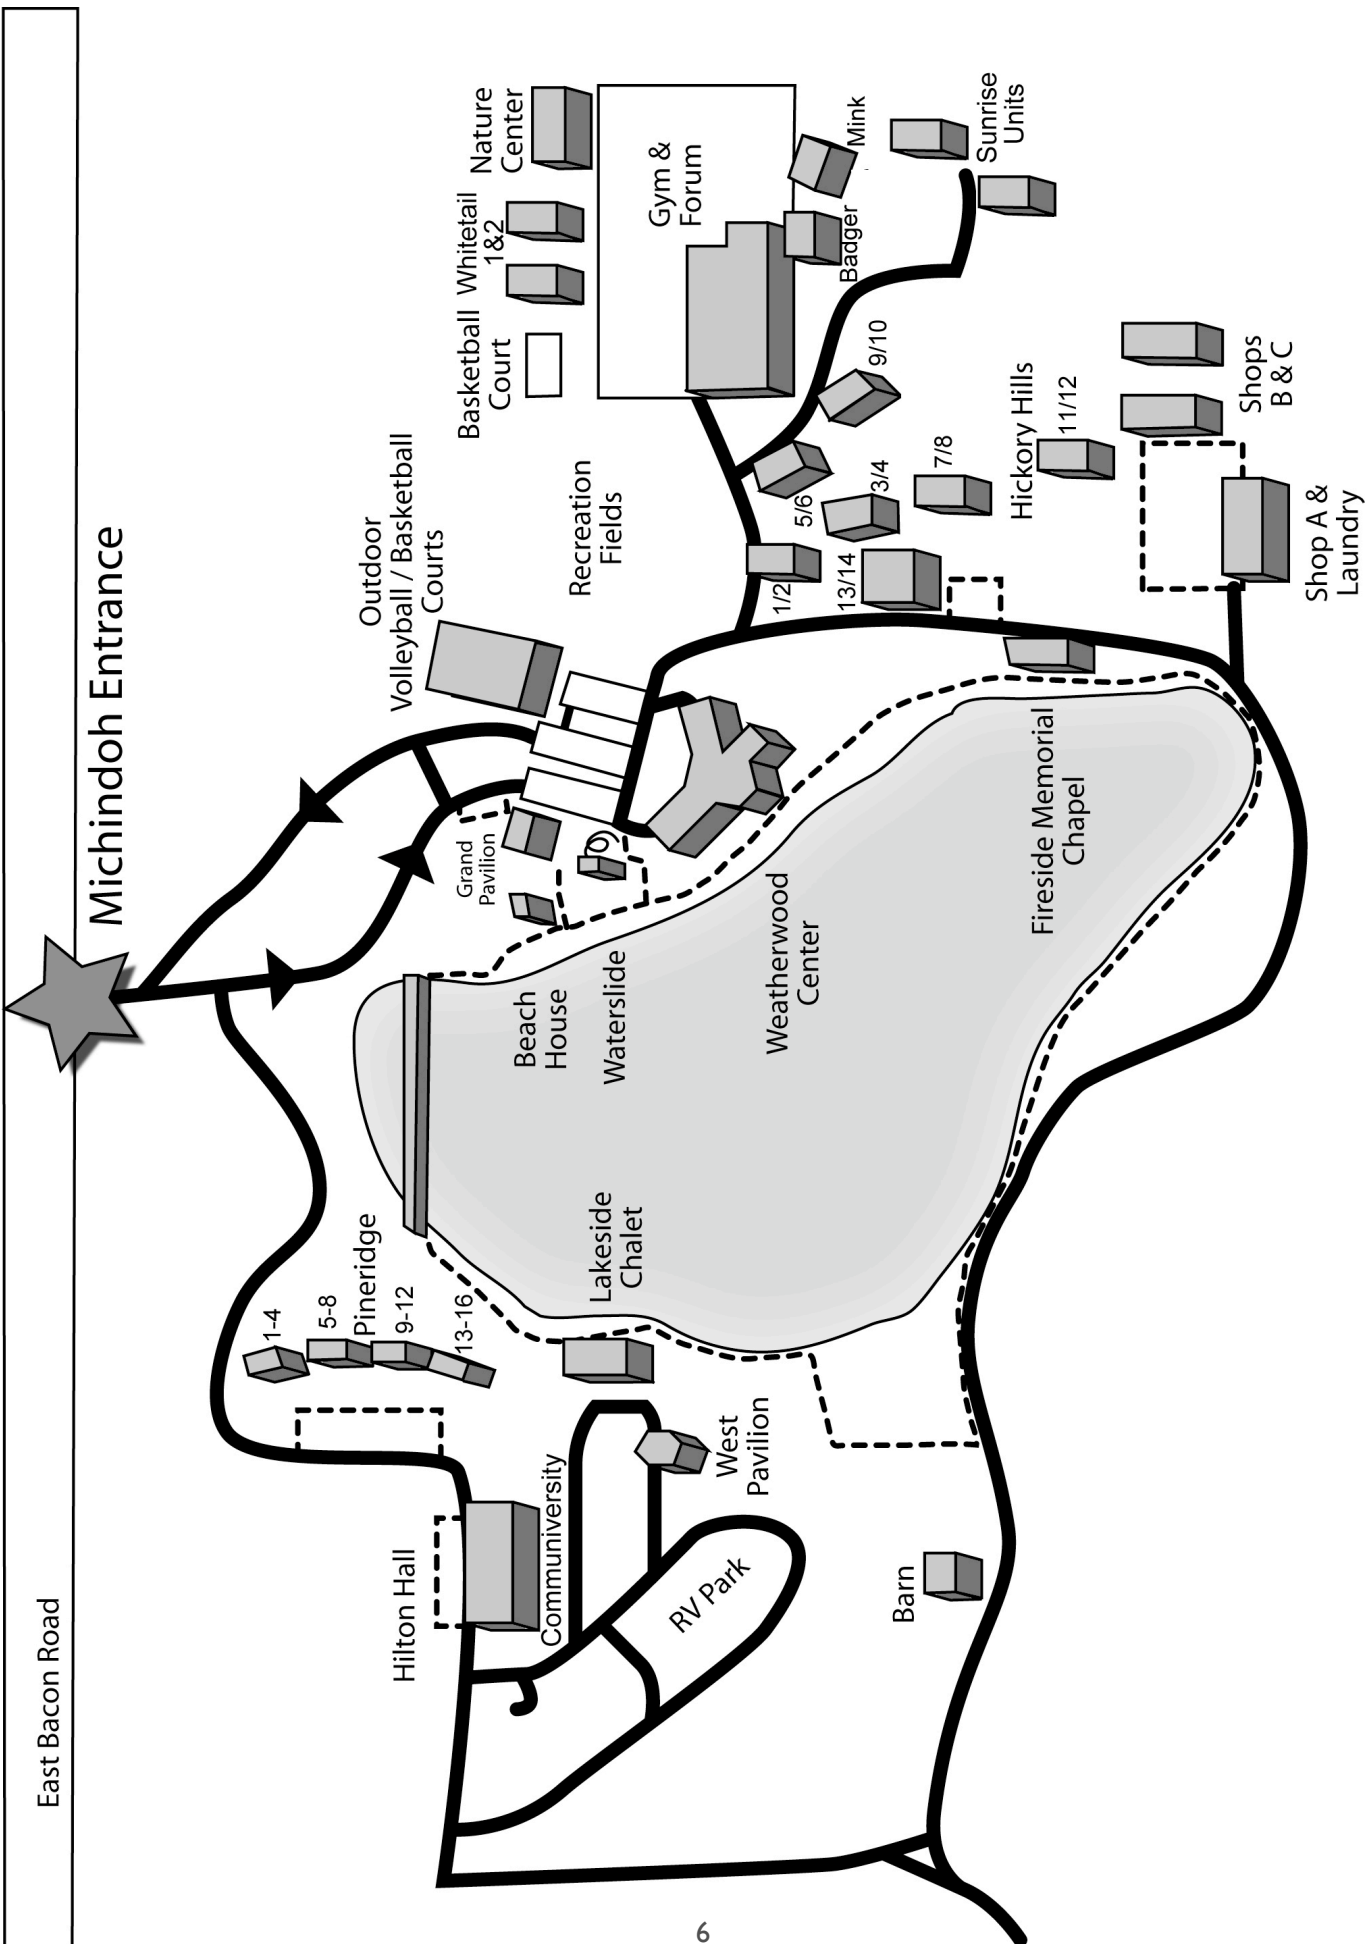 East Bacon Road
Michindoh Entrance
Hilton Hall
1-4
5-8
Pineridge
9-12
13-16
Communiversity
Lakeside
Chalet
West
Pavilion
RV Park
Barn
Grand
Pavilion
Beach
House
Waterslide
Weatherwood
Center
Fireside Memorial
Chapel
Outdoor
Volleyball / Basketball
Courts
Recreation
Fields
Basketball
Court
Whitetail
1&2
Nature
Center
Gym &
Forum
Mink
Badger
Sunrise
Units
9/10
5/6
3/4
7/8
1/2
13/14
Hickory Hills
11/12
Shops
B & C
Shop A &
Laundry
6